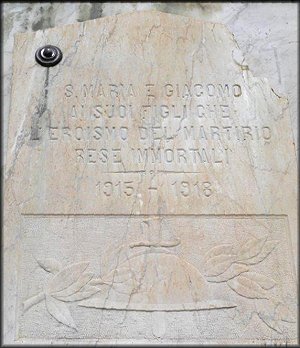 S. MARIA E GIACOMO
AI SUOI FIGLI CHE
L'EROISMO DEL MARTIRIO
RESE IMMORTALI
1915 - 1918